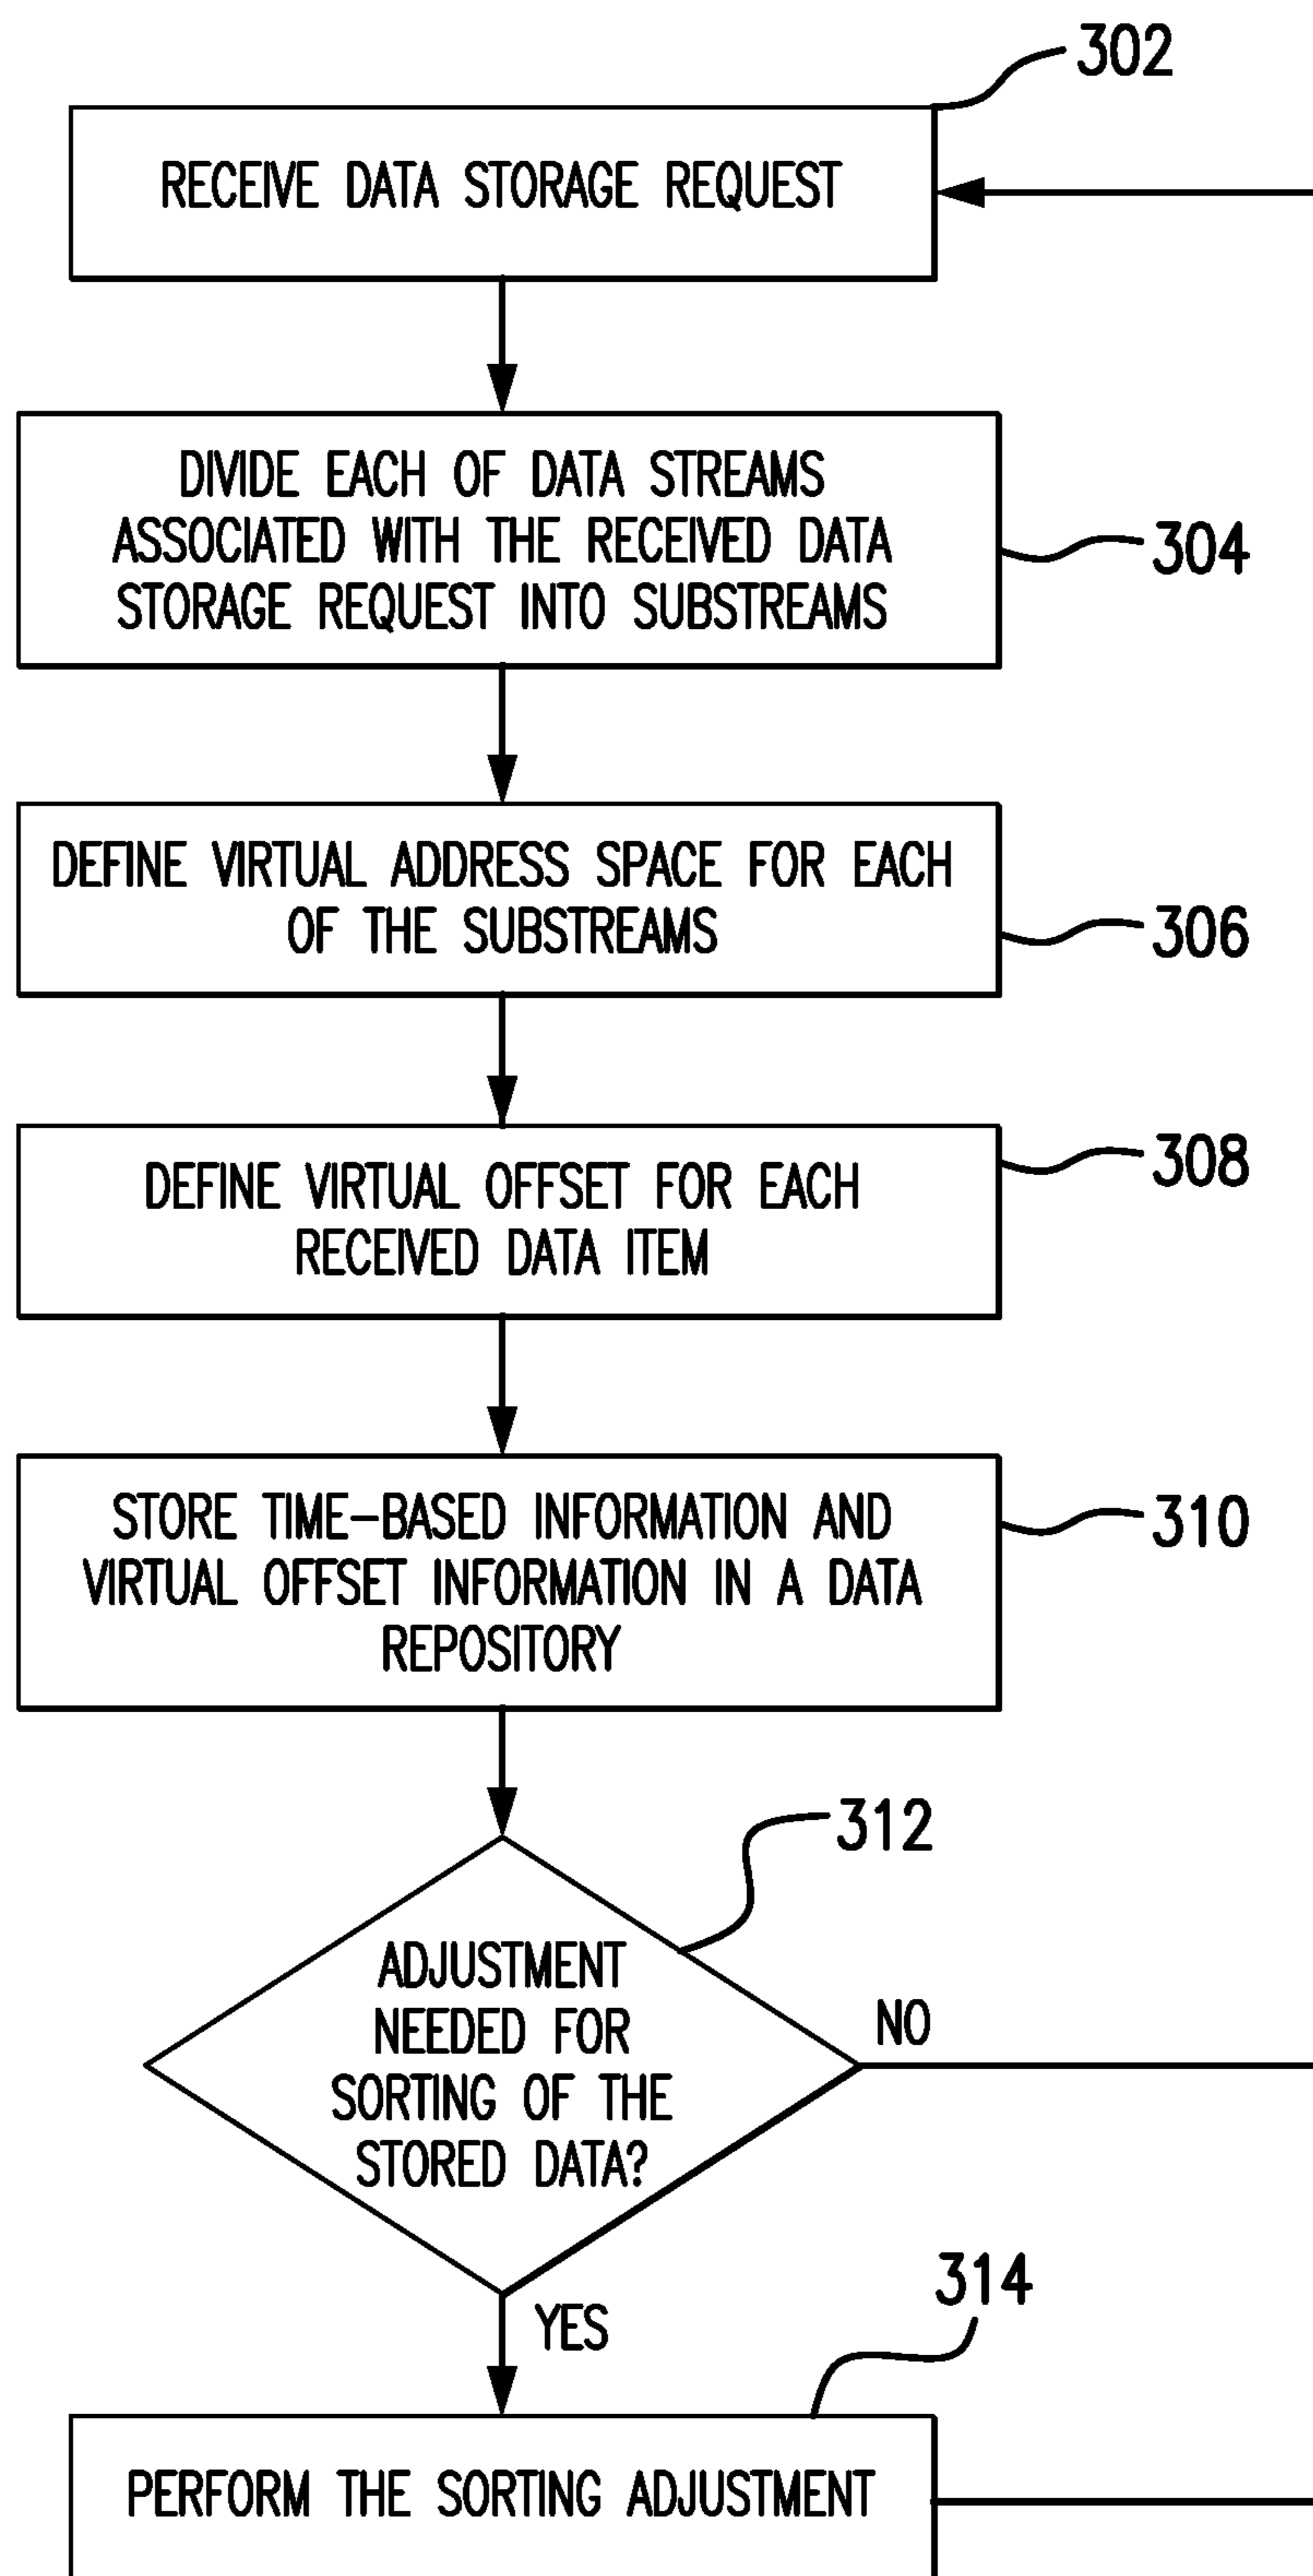 302
RECEIVE DATA STORAGE REQUEST
DIVIDE EACH OF DATA STREAMS
ASSOCIATED WITH THE RECEIVED DATA
STORAGE REQUEST INTO SUBSTREAMS
304
DEFINE VIRTUAL ADDRESS SPACE FOR EACH
OF THE SUBSTREAMS
306
DEFINE VIRTUAL OFFSET FOR EACH
RECEIVED DATA ITEM
308
STORE TIME-BASED INFORMATION AND
VIRTUAL OFFSET INFORMATION IN A DATA
REPOSITORY
310
312
ADJUSTMENT
NEEDED FOR
SORTING OF THE
STORED DATA?
NO
YES
314
PERFORM THE SORTING ADJUSTMENT